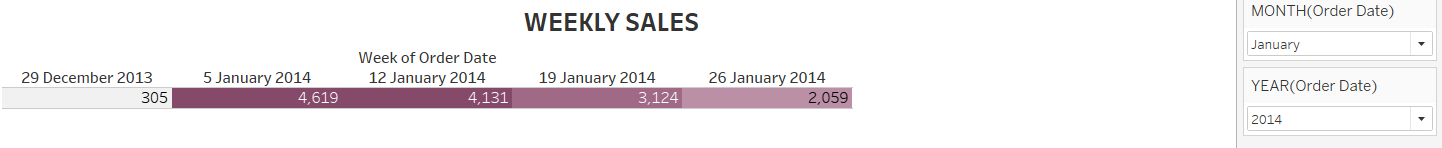 WEEKLY SALES
Week of Order Date
29 December 2013 5 January 2014 12 January 2014 19 January 2014 26 January 2014
305 4,619 4,131 3,124 2,059
MONTH(Order Date)
January
YEAR(Order Date)
2014